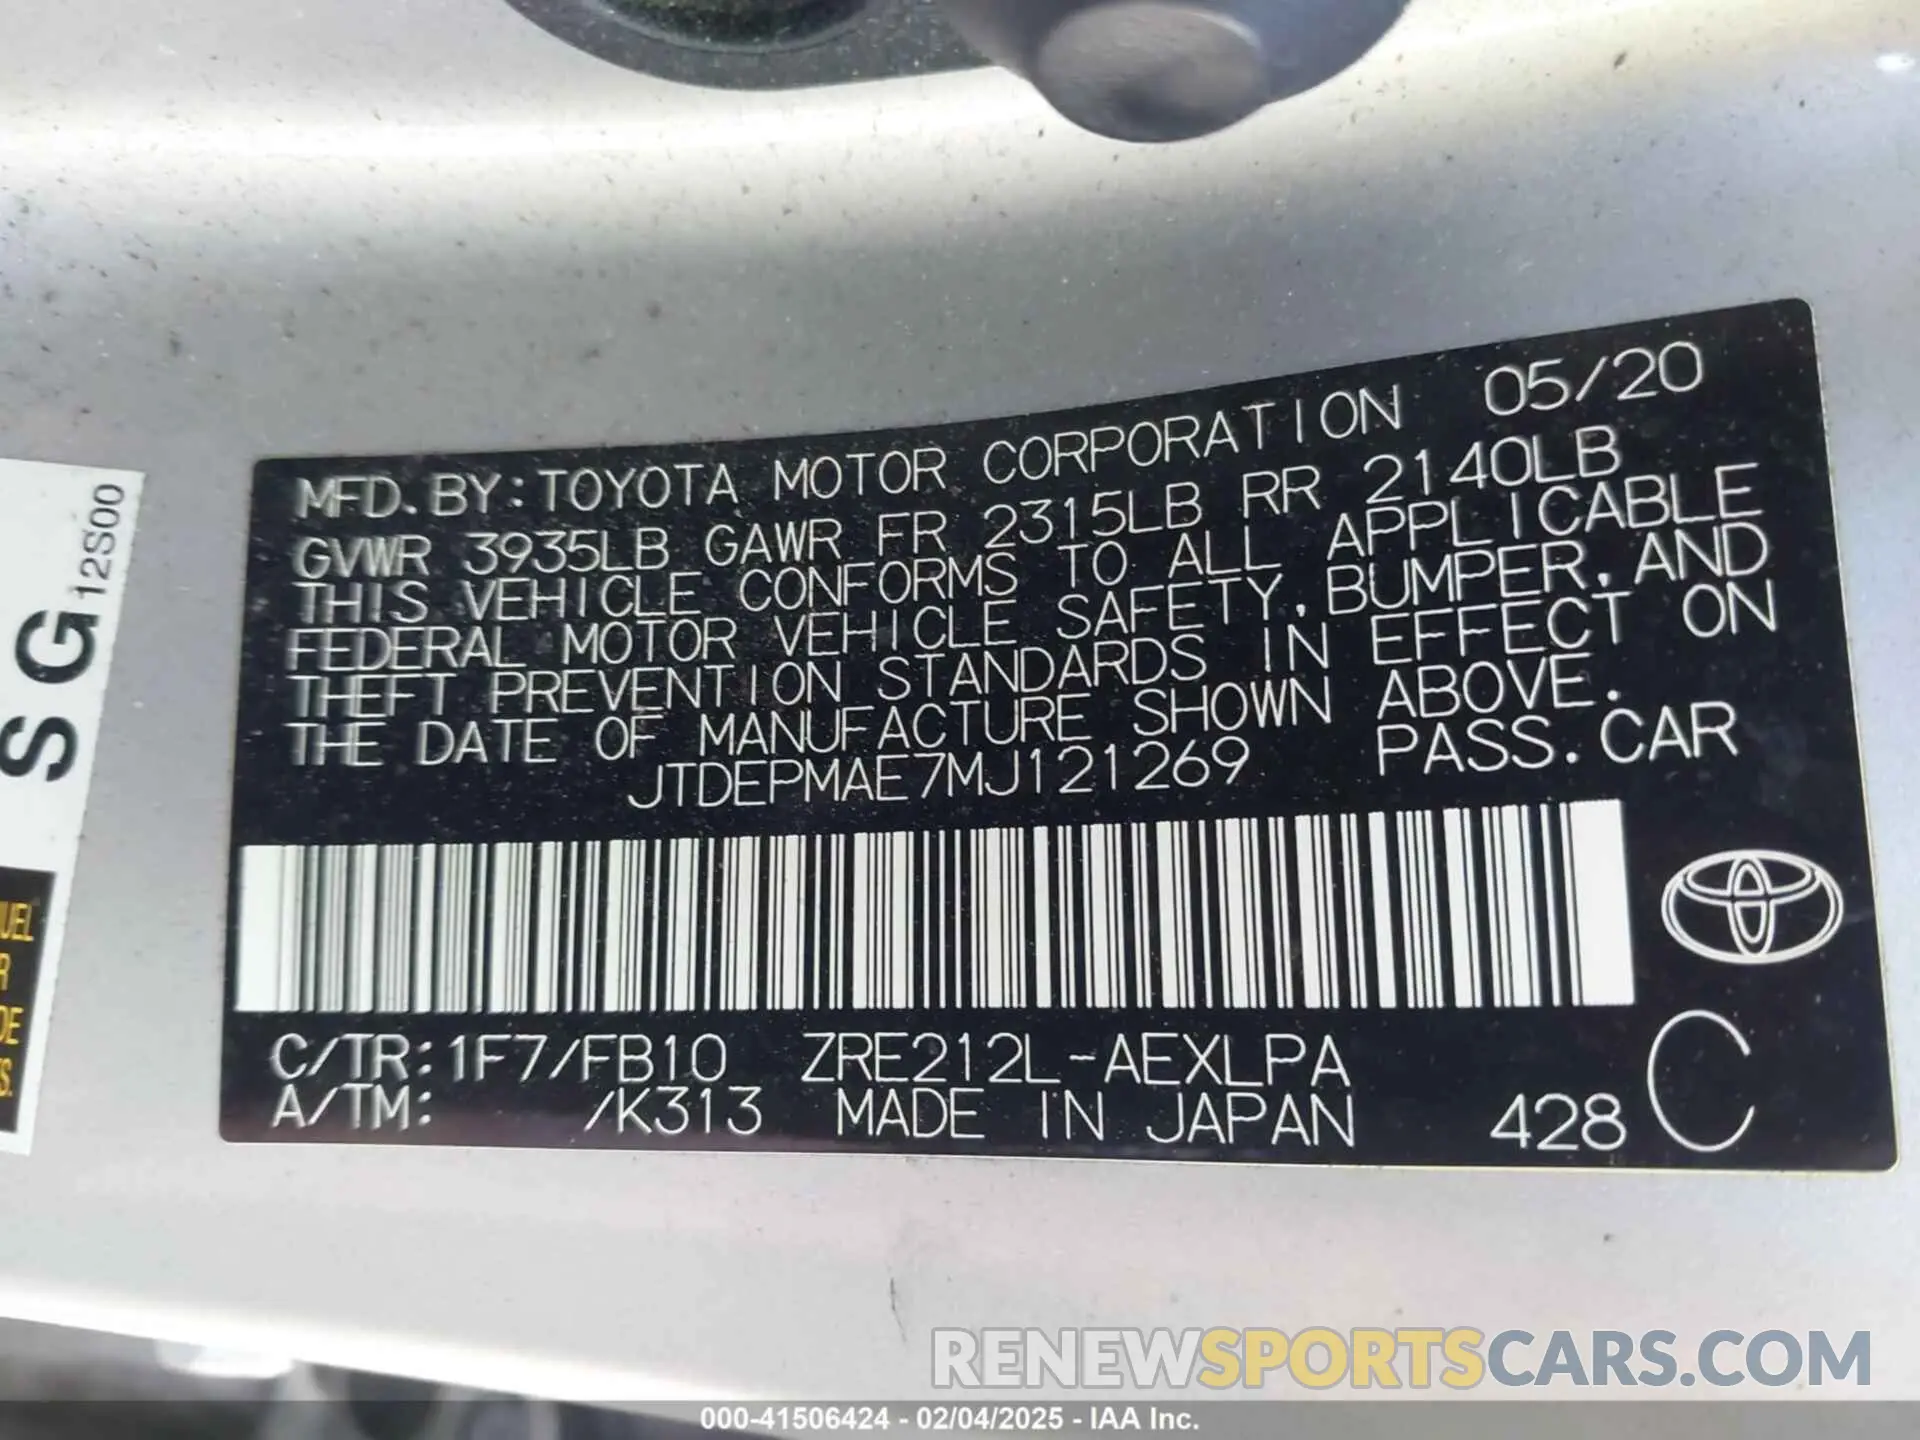 MFD. BY: TOYOTA MOTOR CORPORATION 05/20
GVWR 3935LB GAWR FR 2315LB RR 2140LB
THIS VEHICLE CONFORMS TO ALL APPLICABLE
FEDERAL MOTOR VEHICLE SAFETY, BUMPER, AND
THEFT PREVENTION STANDARDS IN EFFECT ON
THE DATE OF MANUFACTURE SHOWN ABOVE.
JTDEPMAE7MJ121269 PASS. CAR
C/TR: 1F7/FB10 ZRE212L-AEXLPA
A/TM: /K313 MADE IN JAPAN 428 C
S G 12S00
RENEWSPORTSCARS.COM
000-41506424 - 02/04/2025 - IAA Inc.